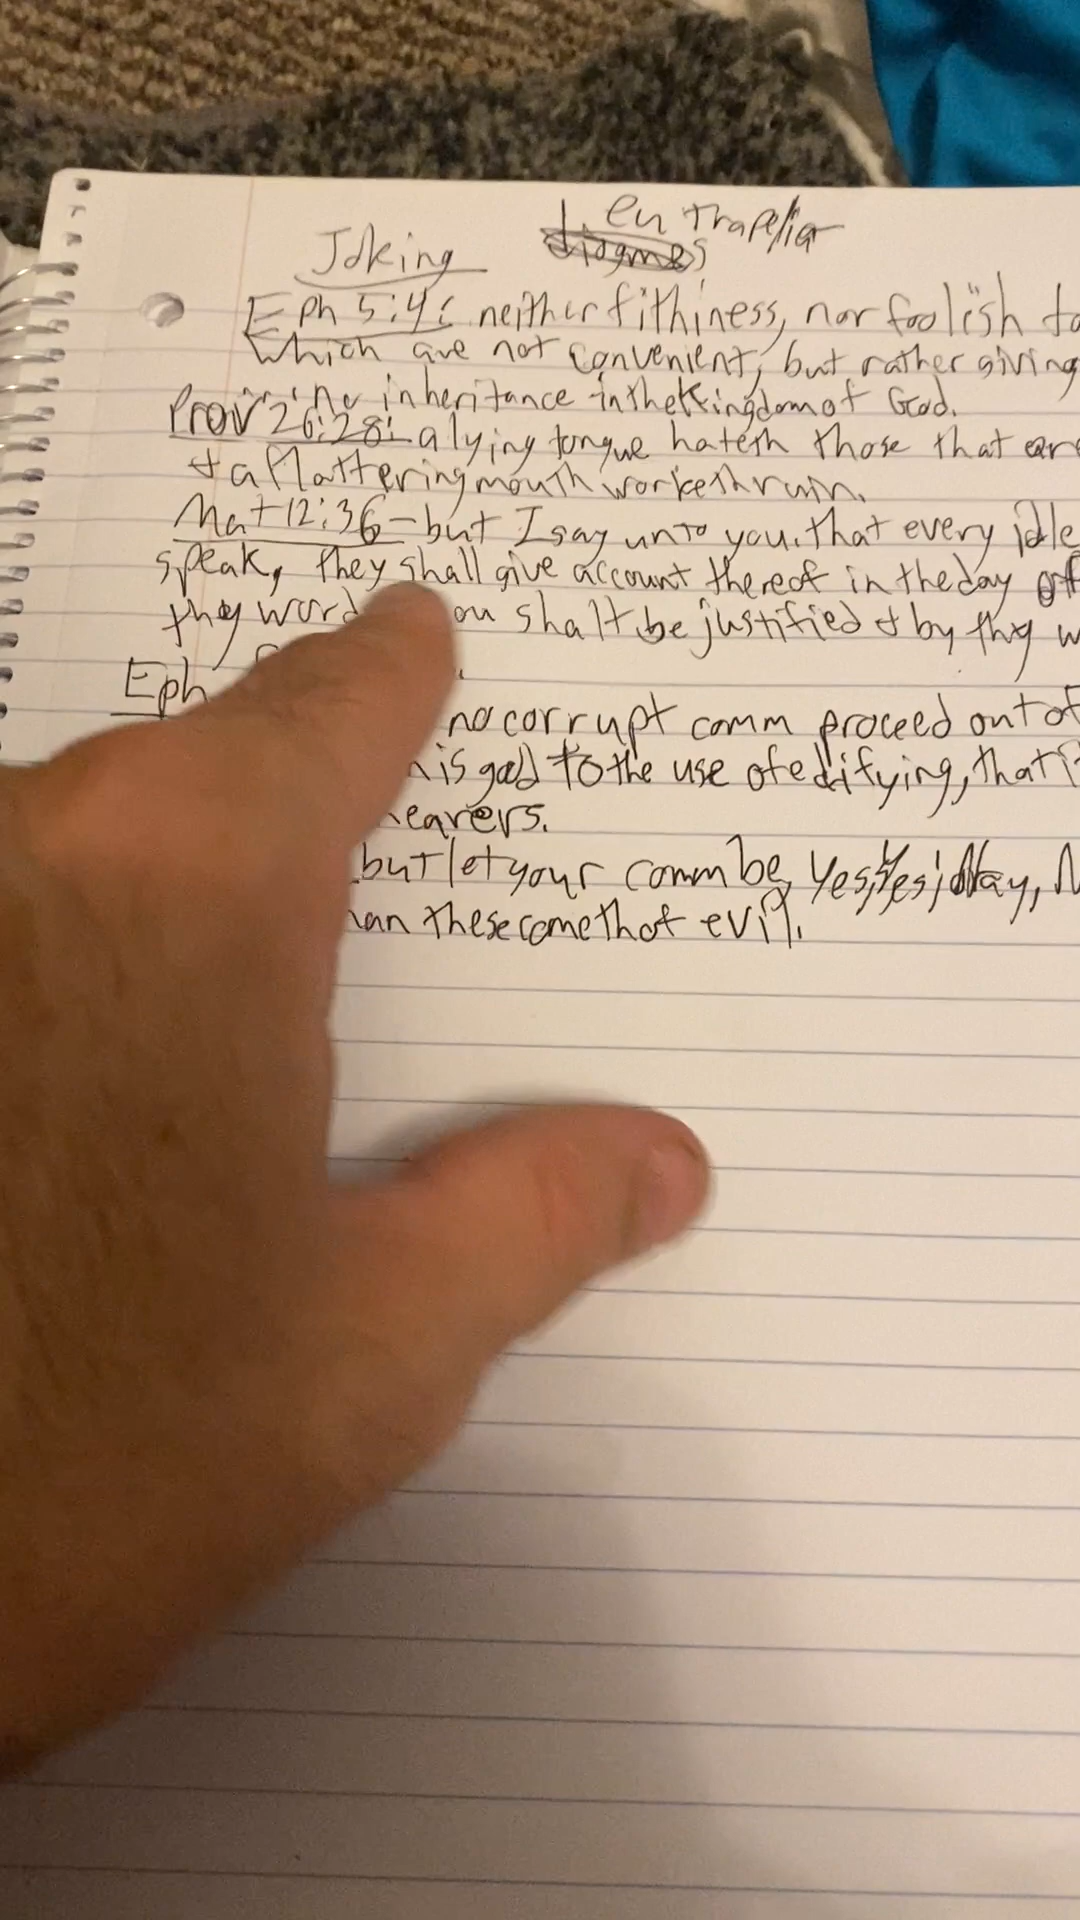 Joking eutrapelia
Eph 5:4: neither filthiness, nor foolish
which are not convenient, but rather giving
no inheritance in the Kingdom of God.
Prov 26:28: a lying tongue hateth those that are
+ a flattering mouth worketh ruin.
Mat 12:36 - but I say unto you, that every idle
speak, they shall give account thereof in the day of
thy word ou shalt be justified & by thy
Eph
no corrupt comm proceed out of
is good to the use of edifying, that
hearers.
but let your comm be, Yes, Yes; Nay,
han these come that of evil.